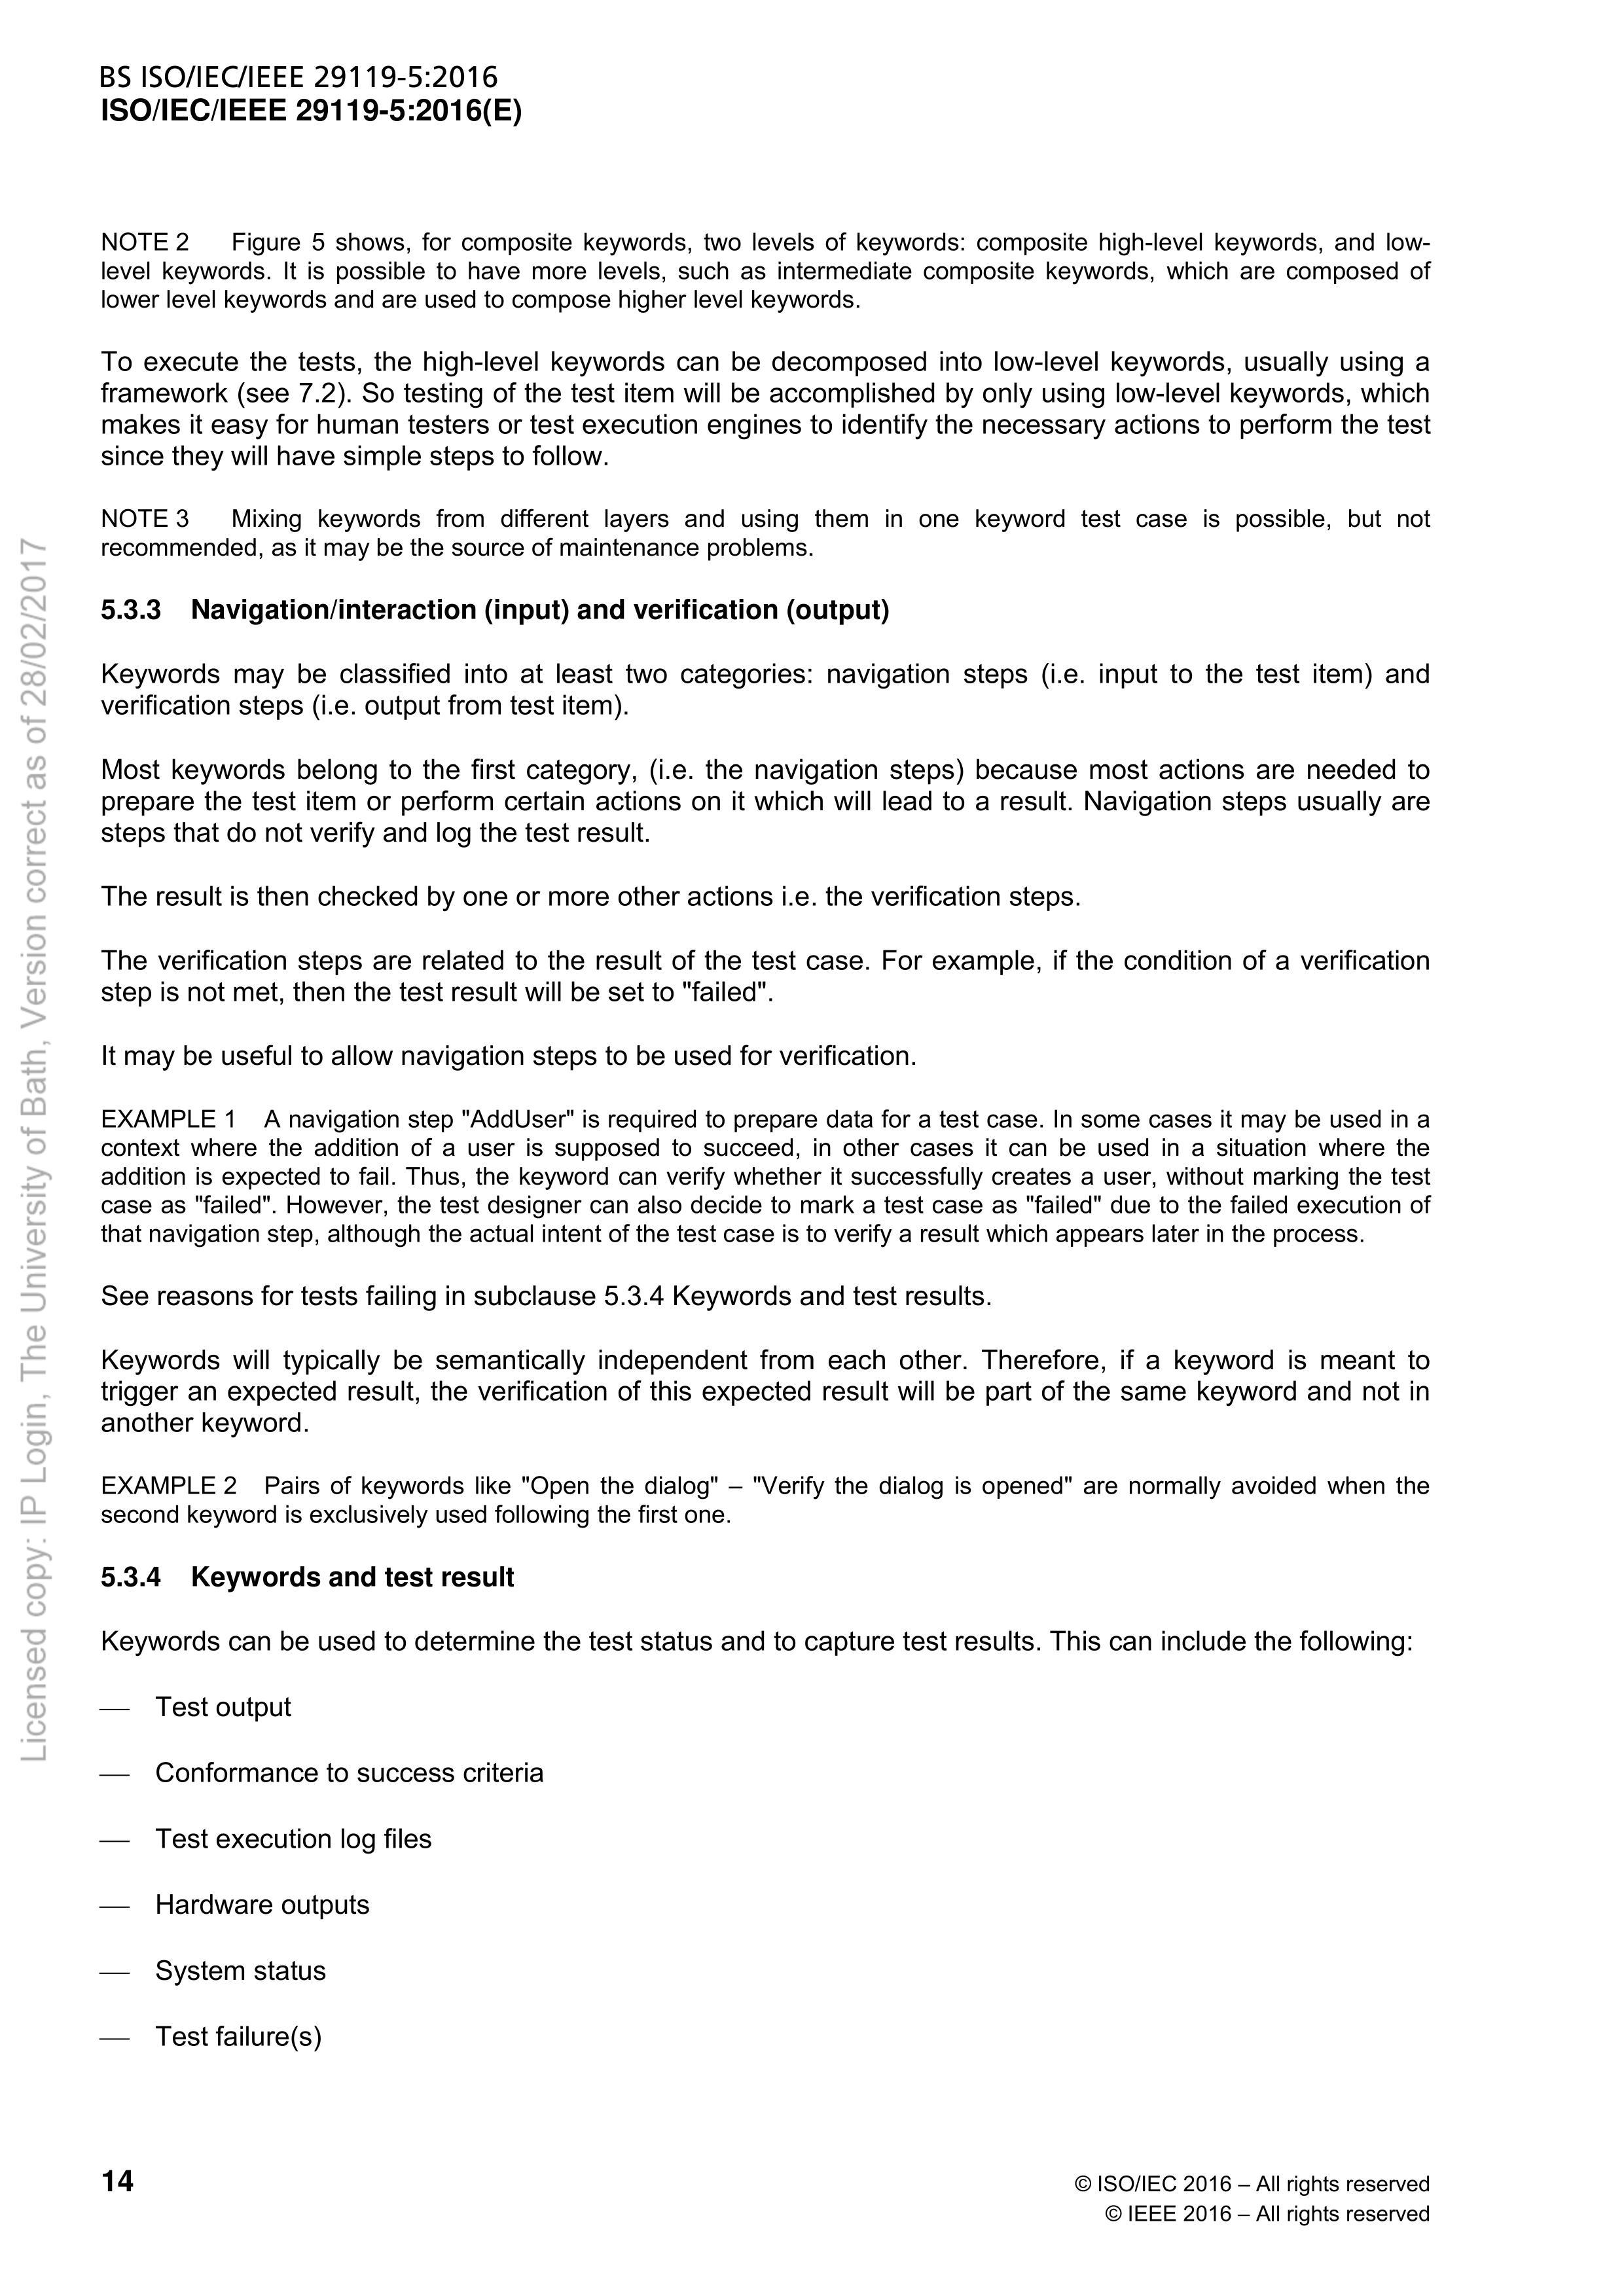 BS ISO/IEC/IEEE 29119-5:2016
ISO/IEC/IEEE 29119-5:2016(E)
NOTE 2 Figure 5 shows, for composite keywords, two levels of keywords: composite high-level keywords, and low-
level keywords. It is possible to have more levels, such as intermediate composite keywords, which are composed of
lower level keywords and are used to compose higher level keywords.
To execute the tests, the high-level keywords can be decomposed into low-level keywords, usually using a
framework (see 7.2). So testing of the test item will be accomplished by only using low-level keywords, which
makes it easy for human testers or test execution engines to identify the necessary actions to perform the test
since they will have simple steps to follow.
NOTE 3 Mixing keywords from different layers and using them in one keyword test case is possible, but not
recommended, as it may be the source of maintenance problems.
5.3.3 Navigation/interaction (input) and verification (output)
Keywords may be classified into at least two categories: navigation steps (i.e. input to the test item) and
verification steps (i.e. output from test item).
Most keywords belong to the first category, (i.e. the navigation steps) because most actions are needed to
prepare the test item or perform certain actions on it which will lead to a result. Navigation steps usually are
steps that do not verify and log the test result.
The result is then checked by one or more other actions i.e. the verification steps.
The verification steps are related to the result of the test case. For example, if the condition of a verification
step is not met, then the test result will be set to "failed".
It may be useful to allow navigation steps to be used for verification.
EXAMPLE 1 A navigation step "AddUser" is required to prepare data for a test case. In some cases it may be used in a
context where the addition of a user is supposed to succeed, in other cases it can be used in a situation where the
addition is expected to fail. Thus, the keyword can verify whether it successfully creates a user, without marking the test
case as "failed". However, the test designer can also decide to mark a test case as "failed" due to the failed execution of
that navigation step, although the actual intent of the test case is to verify a result which appears later in the process.
See reasons for tests failing in subclause 5.3.4 Keywords and test results.
Keywords will typically be semantically independent from each other. Therefore, if a keyword is meant to
trigger an expected result, the verification of this expected result will be part of the same keyword and not in
another keyword.
EXAMPLE 2 Pairs of keywords like "Open the dialog" – "Verify the dialog is opened" are normally avoided when the
second keyword is exclusively used following the first one.
5.3.4 Keywords and test result
Keywords can be used to determine the test status and to capture test results. This can include the following:
— Test output
— Conformance to success criteria
— Test execution log files
— Hardware outputs
— System status
— Test failure(s)
14
© ISO/IEC 2016 – All rights reserved
© IEEE 2016 – All rights reserved
Licensed copy: IP Login, The University of Bath, Version correct as of 28/02/2017